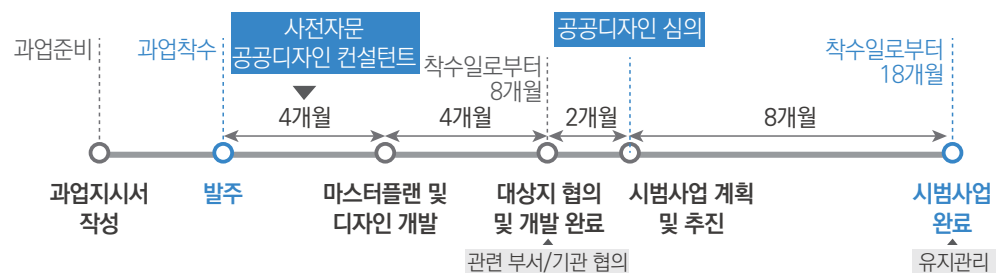 과업준비
과업착수
사전자문
공공디자인 컨설턴트
착수일로부터
8개월
공공디자인 심의
착수일로부터
18개월
4개월
4개월
2개월
8개월
과업지시서
작성
발주
마스터플랜 및
디자인 개발
대상지 협의
및 개발 완료
시범사업 계획
및 추진
시범사업
완료
관련 부서/기관 협의
유지관리